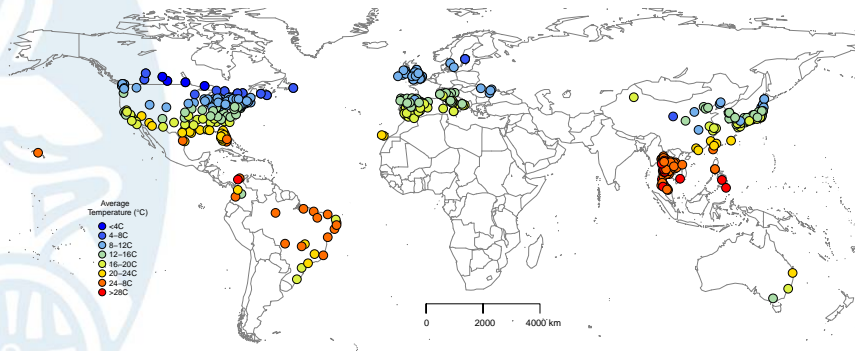 Average
Temperature (°C)
<4C
4–8C
8–12C
12–16C
16–20C
20–24C
24–8C
>28C
0 2000 4000 km